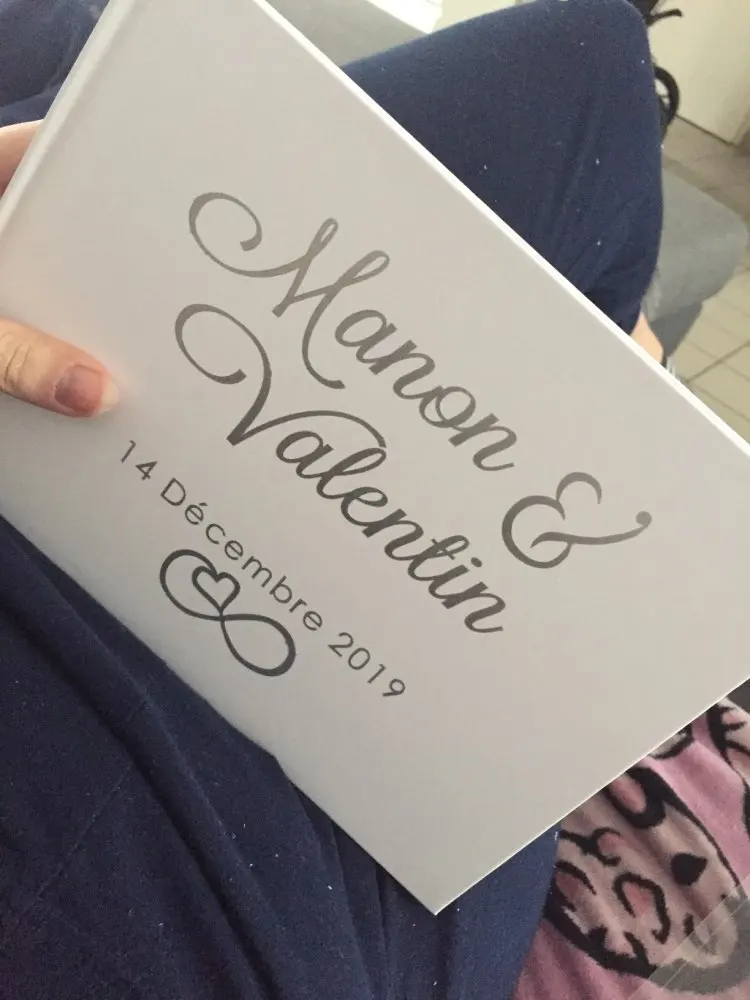 Manon &
Valentin
14 Décembre 2019